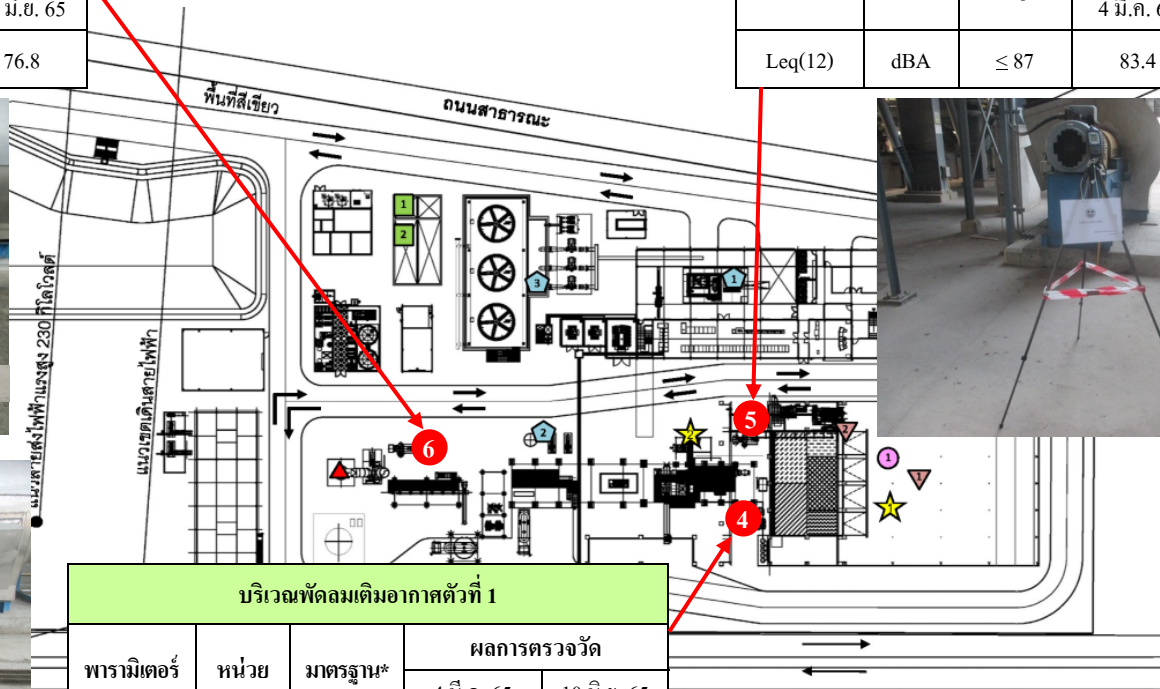 มิ.ย. 65
76.8
4 มี.ค. 6
Leq(12) dBA ≤ 87 83.4
พื้นที่สีเขียว
ถนนสาธารณะ
1
2
3
1
แนวสายส่งไฟฟ้าแรงสูง 230 กิโลโวลต์
แนวเขตเดินสายไฟฟ้า
5
2
2
2
6
1
1
1
4
บริเวณพัดลมเติมอากาศตัวที่ 1
พารามิเตอร์ หน่วย มาตรฐาน* ผลการตรวจวัด